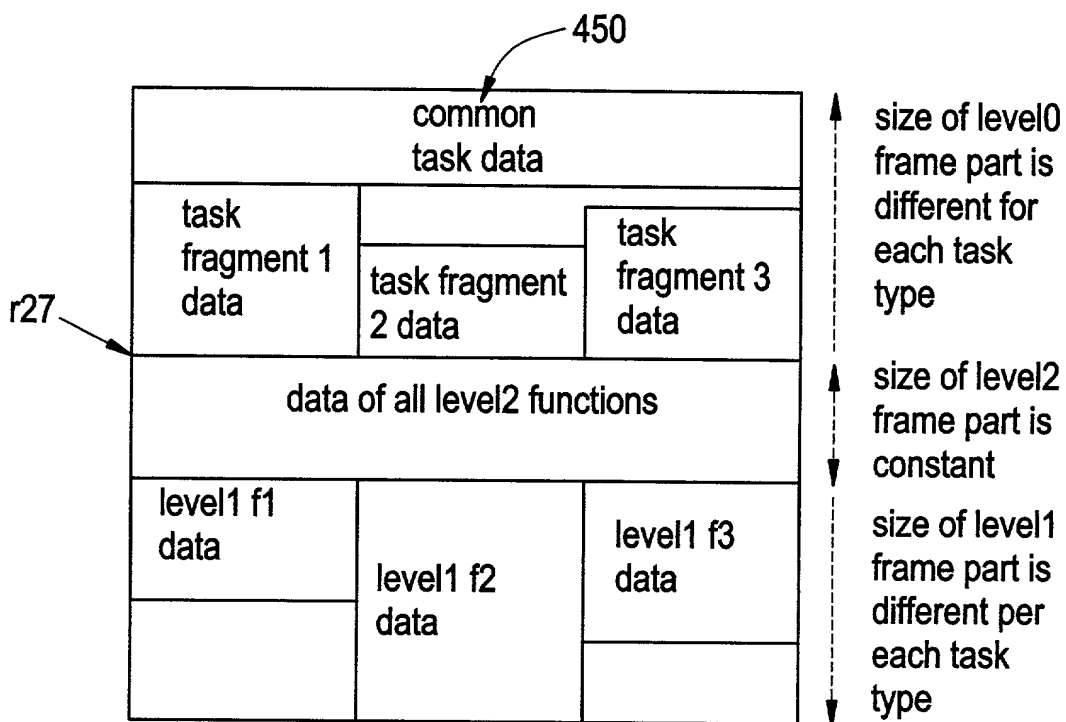 450
common
task data
size of level0
frame part is
different for
each task
type
task
fragment 1
data
task fragment
2 data
task
fragment 3
data
r27
data of all level2 functions
size of level2
frame part is
constant
level1 f1
data
level1 f2
data
level1 f3
data
size of level1
frame part is
different per
each task
type